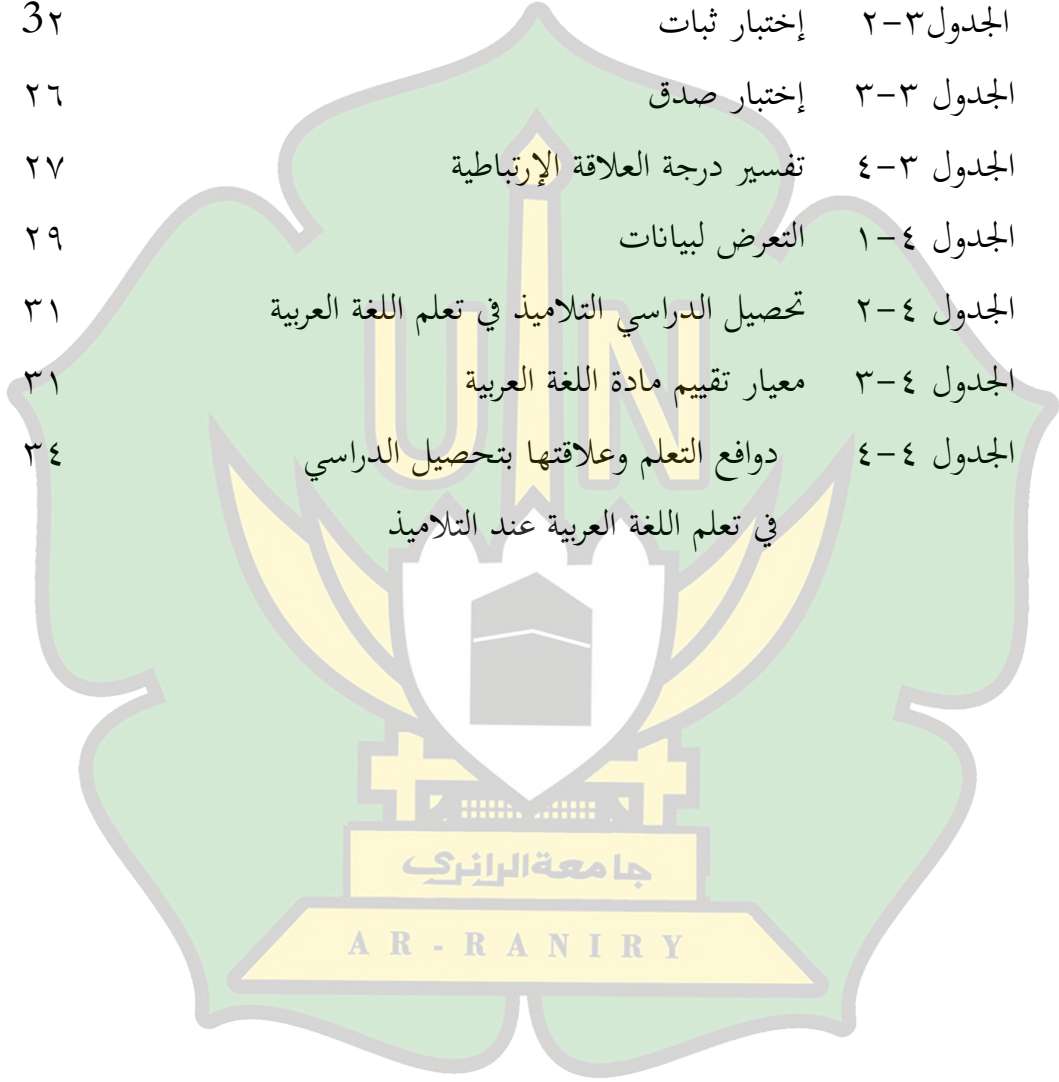 الجدول٣-٢ إختبار ثبات 3٢
الجدول ٣-٣ إختبار صدق ٢٦
الجدول ٣-٤ تفسير درجة العلاقة الإرتباطية ٢٧
الجدول ٤-١ التعرض لبيانات ٢٩
الجدول ٤-٢ تحصيل الدراسي التلاميذ في تعلم اللغة العربية ٣١
الجدول ٤-٣ معيار تقييم مادة اللغة العربية ٣١
الجدول ٤-٤ دوافع التعلم وعلاقتها بتحصيل الدراسي ٣٤
في تعلم اللغة العربية عند التلاميذ
UIN
جامعة الرانري
AR-RANIRY